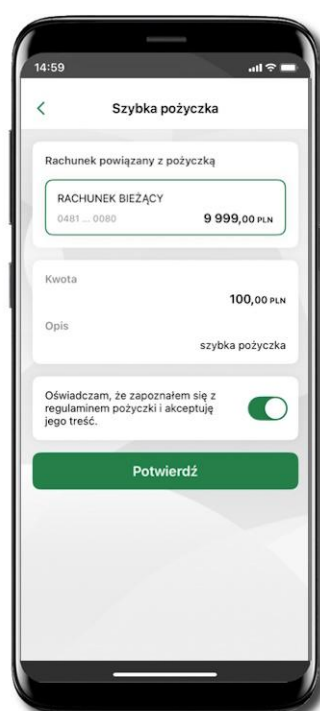 14:59
Szybka pożyczka
Rachunek powiązany z pożyczką
RACHUNEK BIEŻĄCY
0481 ... 0080 9 999,00 PLN
Kwota
100,00 PLN
Opis
szybka pożyczka
Oświadczam, że zapoznałem się z
regulaminem pożyczki i akceptuję
jego treść.
Potwierdź